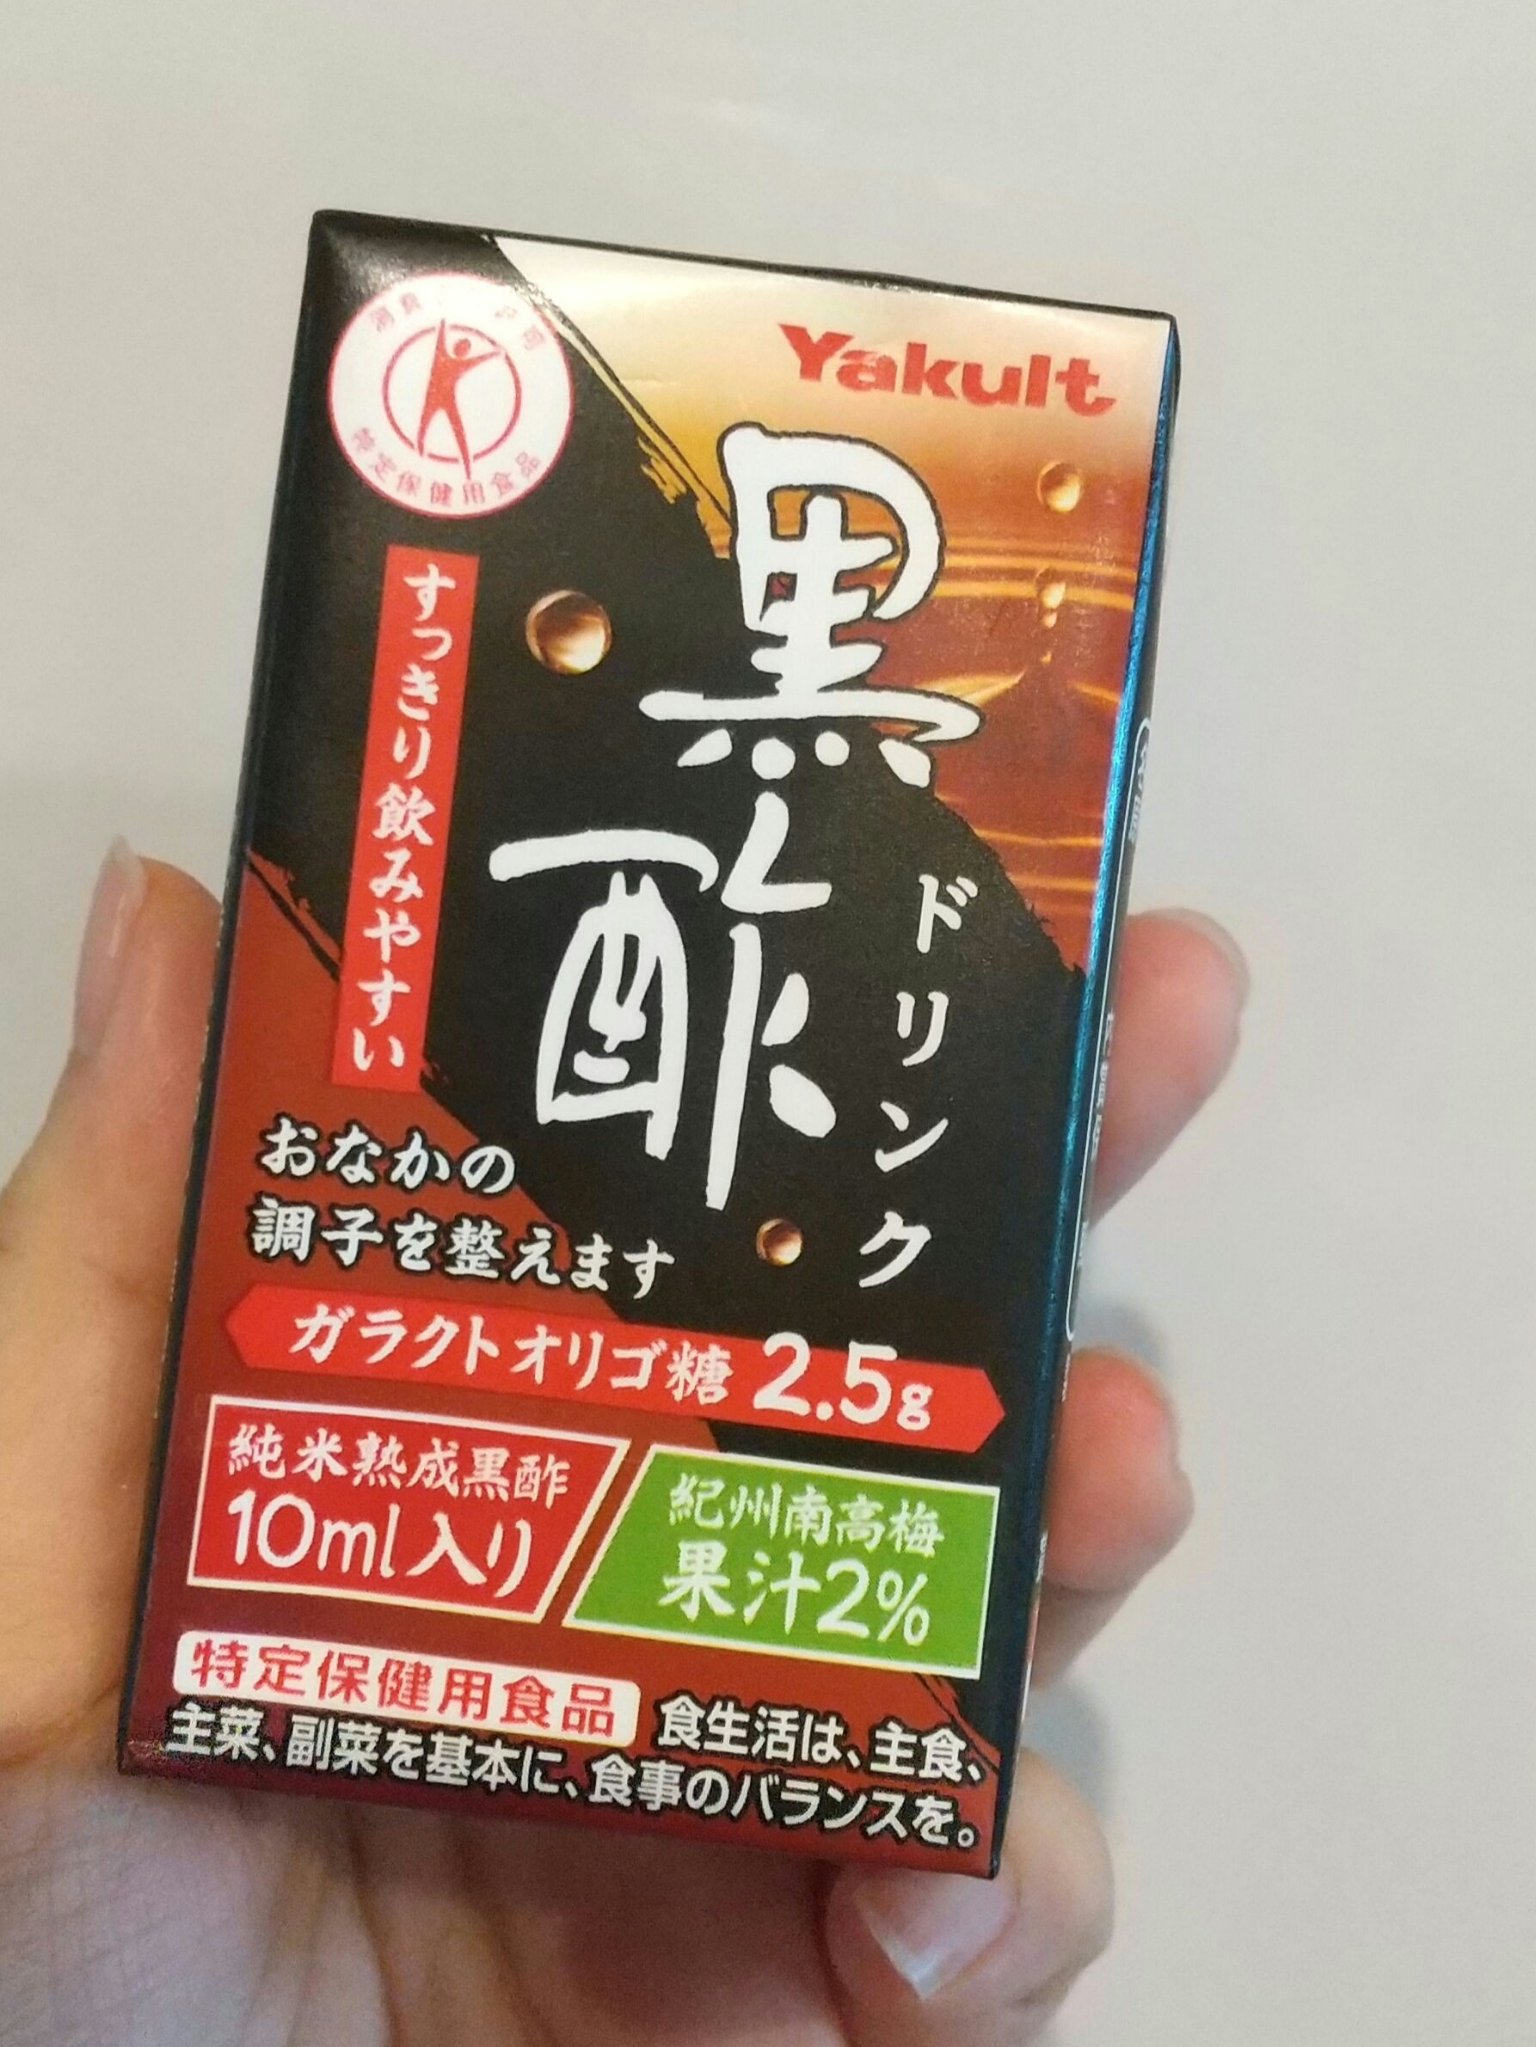 Yakult
特定保健用食品
黒酢
ドリンク
すっきり飲みやすい
おなかの
調子を整えます
ガラクトオリゴ糖 2.5g
純米熟成黒酢
10ml入り
紀州南高梅
果汁2%
特定保健用食品 食生活は、主食、
主菜、副菜を基本に、食事のバランスを。